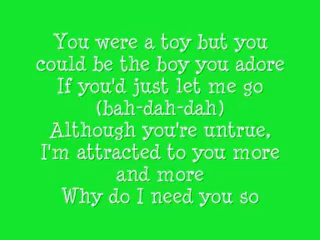 You were a toy but you
could be the boy you adore
If you'd just let me go
(bah-dah-dah)
Although you're untrue,
I'm attracted to you more
and more
Why do I need you so